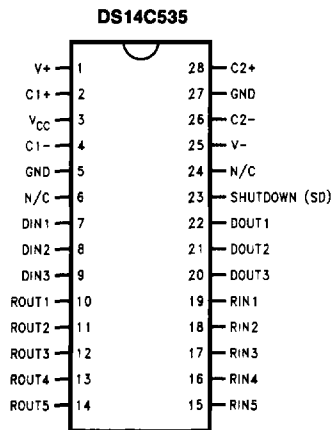 DS14C535
V+ 1 28 C2+
C1+ 2 27 GND
VCC 3 26 C2-
C1- 4 25 V-
GND 5 24 N/C
N/C 6 23 SHUTDOWN (SD)
DIN1 7 22 DOUT1
DIN2 8 21 DOUT2
DIN3 9 20 DOUT3
ROUT1 10 19 RIN1
ROUT2 11 18 RIN2
ROUT3 12 17 RIN3
ROUT4 13 16 RIN4
ROUT5 14 15 RIN5